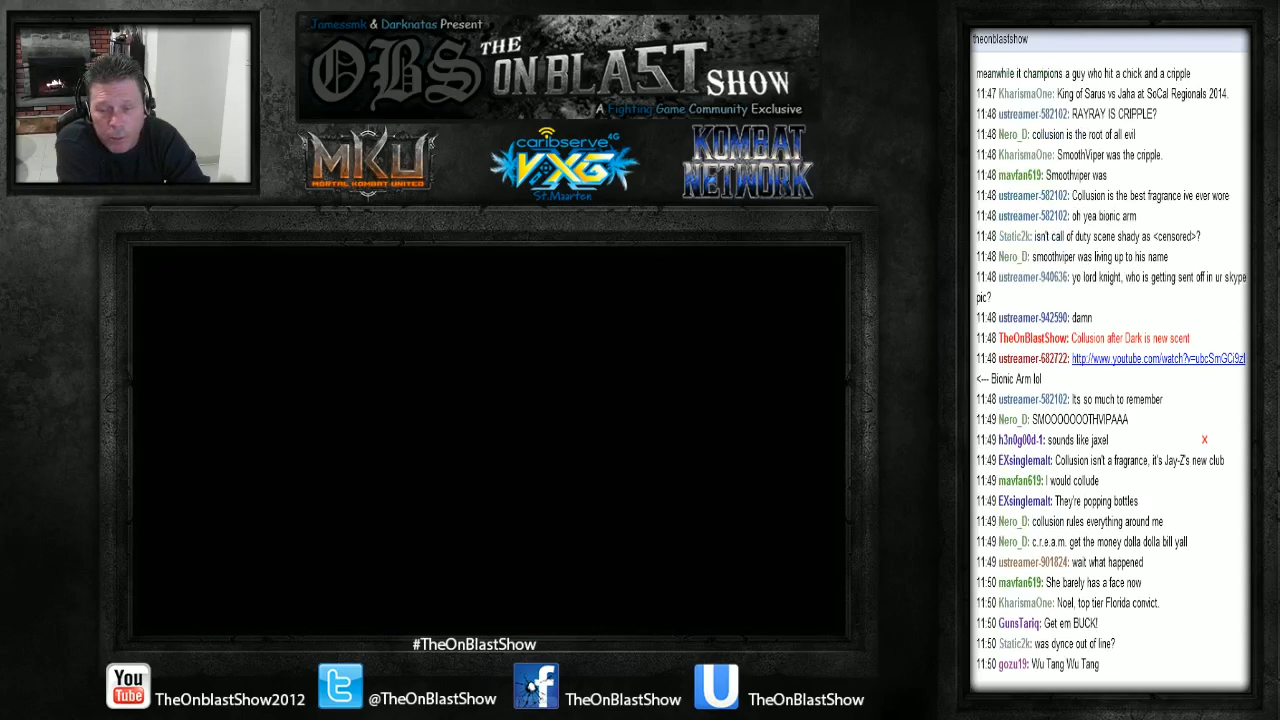 Jamessmk & Darknatas Present
OBS THE ON BLAST SHOW
A Fighting Game Community Exclusive
MKU
MORTAL KOMBAT UNITED
caribserve 4G
VXG
St.Maarten
KOMBAT
NETWORK
theonblastshow
meanwhile it champions a guy who hit a chick and a cripple
11:47 KharismaOne: King of Sarus vs Jaha at SoCal Regionals 2014.
11:48 ustreamer-582102: RAYRAY IS CRIPPLE?
11:48 Nero_D: collusion is the root of all evil
11:48 KharismaOne: SmoothViper was the cripple.
11:48 mavfan619: Smoothviper was
11:48 ustreamer-582102: Collusion is the best fragrance ive ever wore
11:48 ustreamer-582102: oh yea bionic arm
11:48 Static2k: isn't call of duty scene shady as <censored>?
11:48 Nero_D: smoothviper was living up to his name
11:48 ustreamer-940636: yo lord knight, who is getting sent off in ur skype
pic?
11:48 ustreamer-942590: damn
11:48 TheOnBlastShow: Collusion after Dark is new scent
11:48 ustreamer-682722: http://www.youtube.com/watch?v=ubcSmGCi9zI
<--- Bionic Arm lol
11:48 ustreamer-582102: Its so much to remember
11:49 Nero_D: SMOOOOOOOTHVIPAAA
11:49 h3n0g00d-1: sounds like jaxel X
11:49 EXsinglemalt: Collusion isn't a fragrance, it's Jay-Z's new club
11:49 mavfan619: I would collude
11:49 EXsinglemalt: They're popping bottles
11:49 Nero_D: collusion rules everything around me
11:49 Nero_D: c.r.e.a.m. get the money dolla dolla bill yall
11:49 ustreamer-901824: wait what happened
11:50 mavfan619: She barely has a face now
11:50 KharismaOne: Noel, top tier Florida convict.
11:50 GunsTariq: Get em BUCK!
11:50 Static2k: was dynce out of line?
11:50 gozu19: Wu Tang Wu Tang
#TheOnBlastShow
You Tube TheOnblastShow2012
@TheOnBlastShow
TheOnBlastShow
TheOnBlastShow